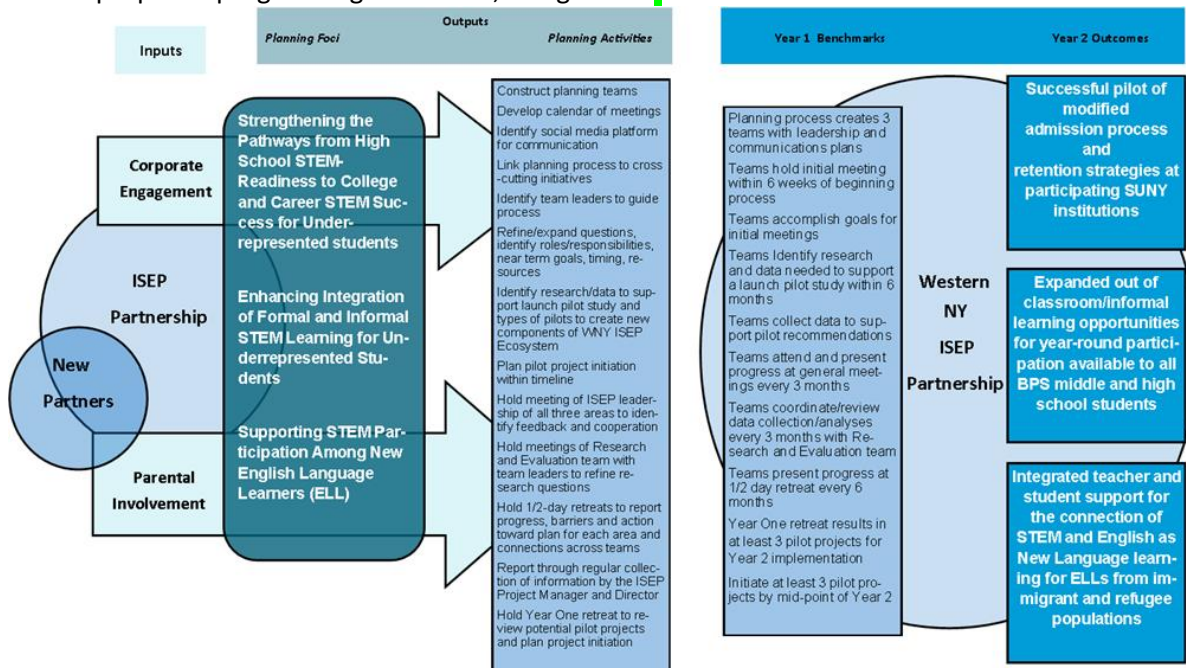 Inputs
Outputs
Planning Foci
Planning Activities
Year 1 Benchmarks
Year 2 Outcomes
Corporate
Engagement
ISEP
Partnership
New
Partners
Parental
Involvement
Strengthening the
Pathways from High
School STEM-
Readiness to College
and Career STEM Suc-
cess for Under-
represented students
Enhancing Integration
of Formal and Informal
STEM Learning for Un-
derrepresented Stu-
dents
Supporting STEM Par-
ticipation Among New
English Language
Learners (ELL)
Construct planning teams
Develop calendar of meetings
Identify social media platform
for communication
Link planning process to cross
-cutting initiatives
Identify team leaders to guide
process
Refine/expand questions,
identify roles/responsibilities,
near term goals, timing, re-
sources
Identify research/data to sup-
port launch pilot study and
types of pilots to create new
components of WNY ISEP
Ecosystem
Plan pilot project initiation
within timeline
Hold meeting of ISEP leader-
ship of all three areas to iden-
tify feedback and cooperation
Hold meetings of Research
and Evaluation team with
team leaders to refine re-
search questions
Hold 1/2-day retreats to report
progress, barriers and action
toward plan for each area and
connections across teams
Report through regular collec-
tion of information by the ISEP
Project Manager and Director
Hold Year One retreat to re-
view potential pilot projects
and plan project initiation
Planning process creates 3
teams with leadership and
communications plans
Teams hold initial meeting
within 6 weeks of beginning
process
Teams accomplish goals for
initial meetings
Teams Identify research
and data needed to support
a launch pilot study within 6
months
Teams collect data to sup-
port pilot recommendations
Teams attend and present
progress at general meet-
ings every 3 months
Teams coordinate/review
data collection/analyses
every 3 months with Re-
search and Evaluation team
Teams present progress at
1/2 day retreat every 6
months
Year One retreat results in
at least 3 pilot projects for
Year 2 implementation
Initiate at least 3 pilot pro-
jects by mid-point of Year 2
Western
NY
ISEP
Partnership
Successful pilot of
modified
admission process
and
retention strategies at
participating SUNY
institutions
Expanded out of
classroom/informal
learning opportunities
for year-round partici-
pation available to all
BPS middle and high
school students
Integrated teacher and
student support for
the connection of
STEM and English as
New Language learn-
ing for ELLs from im-
migrant and refugee
populations